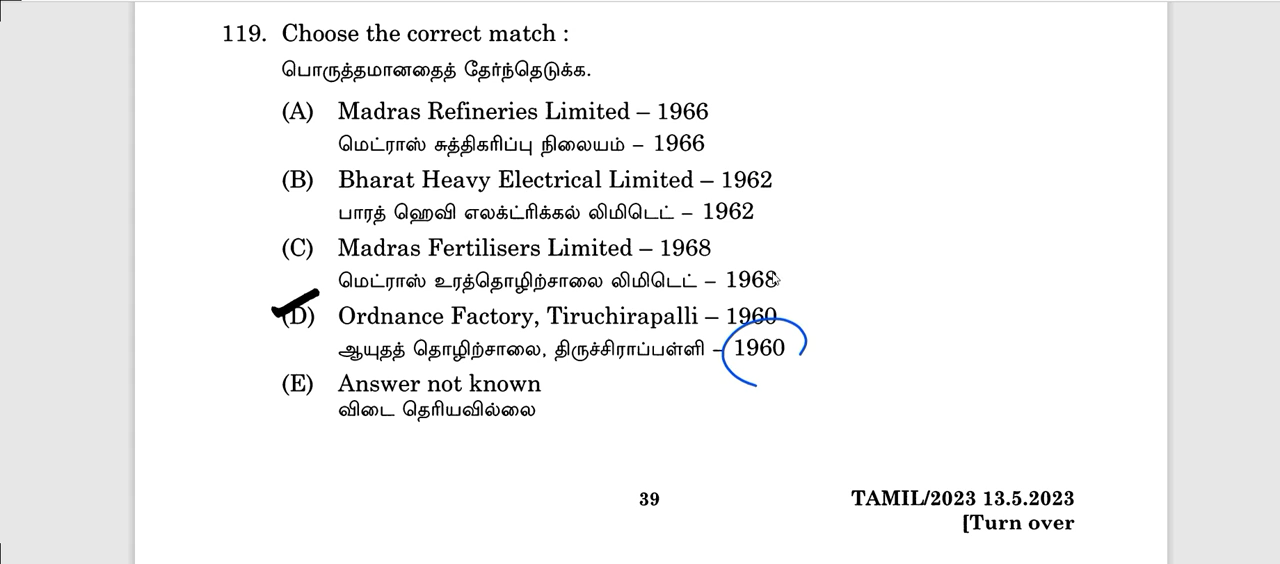 119. Choose the correct match :
பொருத்தமானதைத் தேர்ந்தெடுக்க.
(A) Madras Refineries Limited – 1966
மெட்ராஸ் சுத்திகரிப்பு நிலையம் – 1966
(B) Bharat Heavy Electrical Limited – 1962
பாரத் ஹெவி எலக்ட்ரிக்கல் லிமிடெட் – 1962
(C) Madras Fertilisers Limited – 1968
மெட்ராஸ் உரத்தொழிற்சாலை லிமிடெட் – 1968
(D) Ordnance Factory, Tiruchirapalli – 1960
ஆயுதத் தொழிற்சாலை, திருச்சிராப்பள்ளி – 1960
(E) Answer not known
விடை தெரியவில்லை
39
TAMIL/2023 13.5.2023
[Turn over